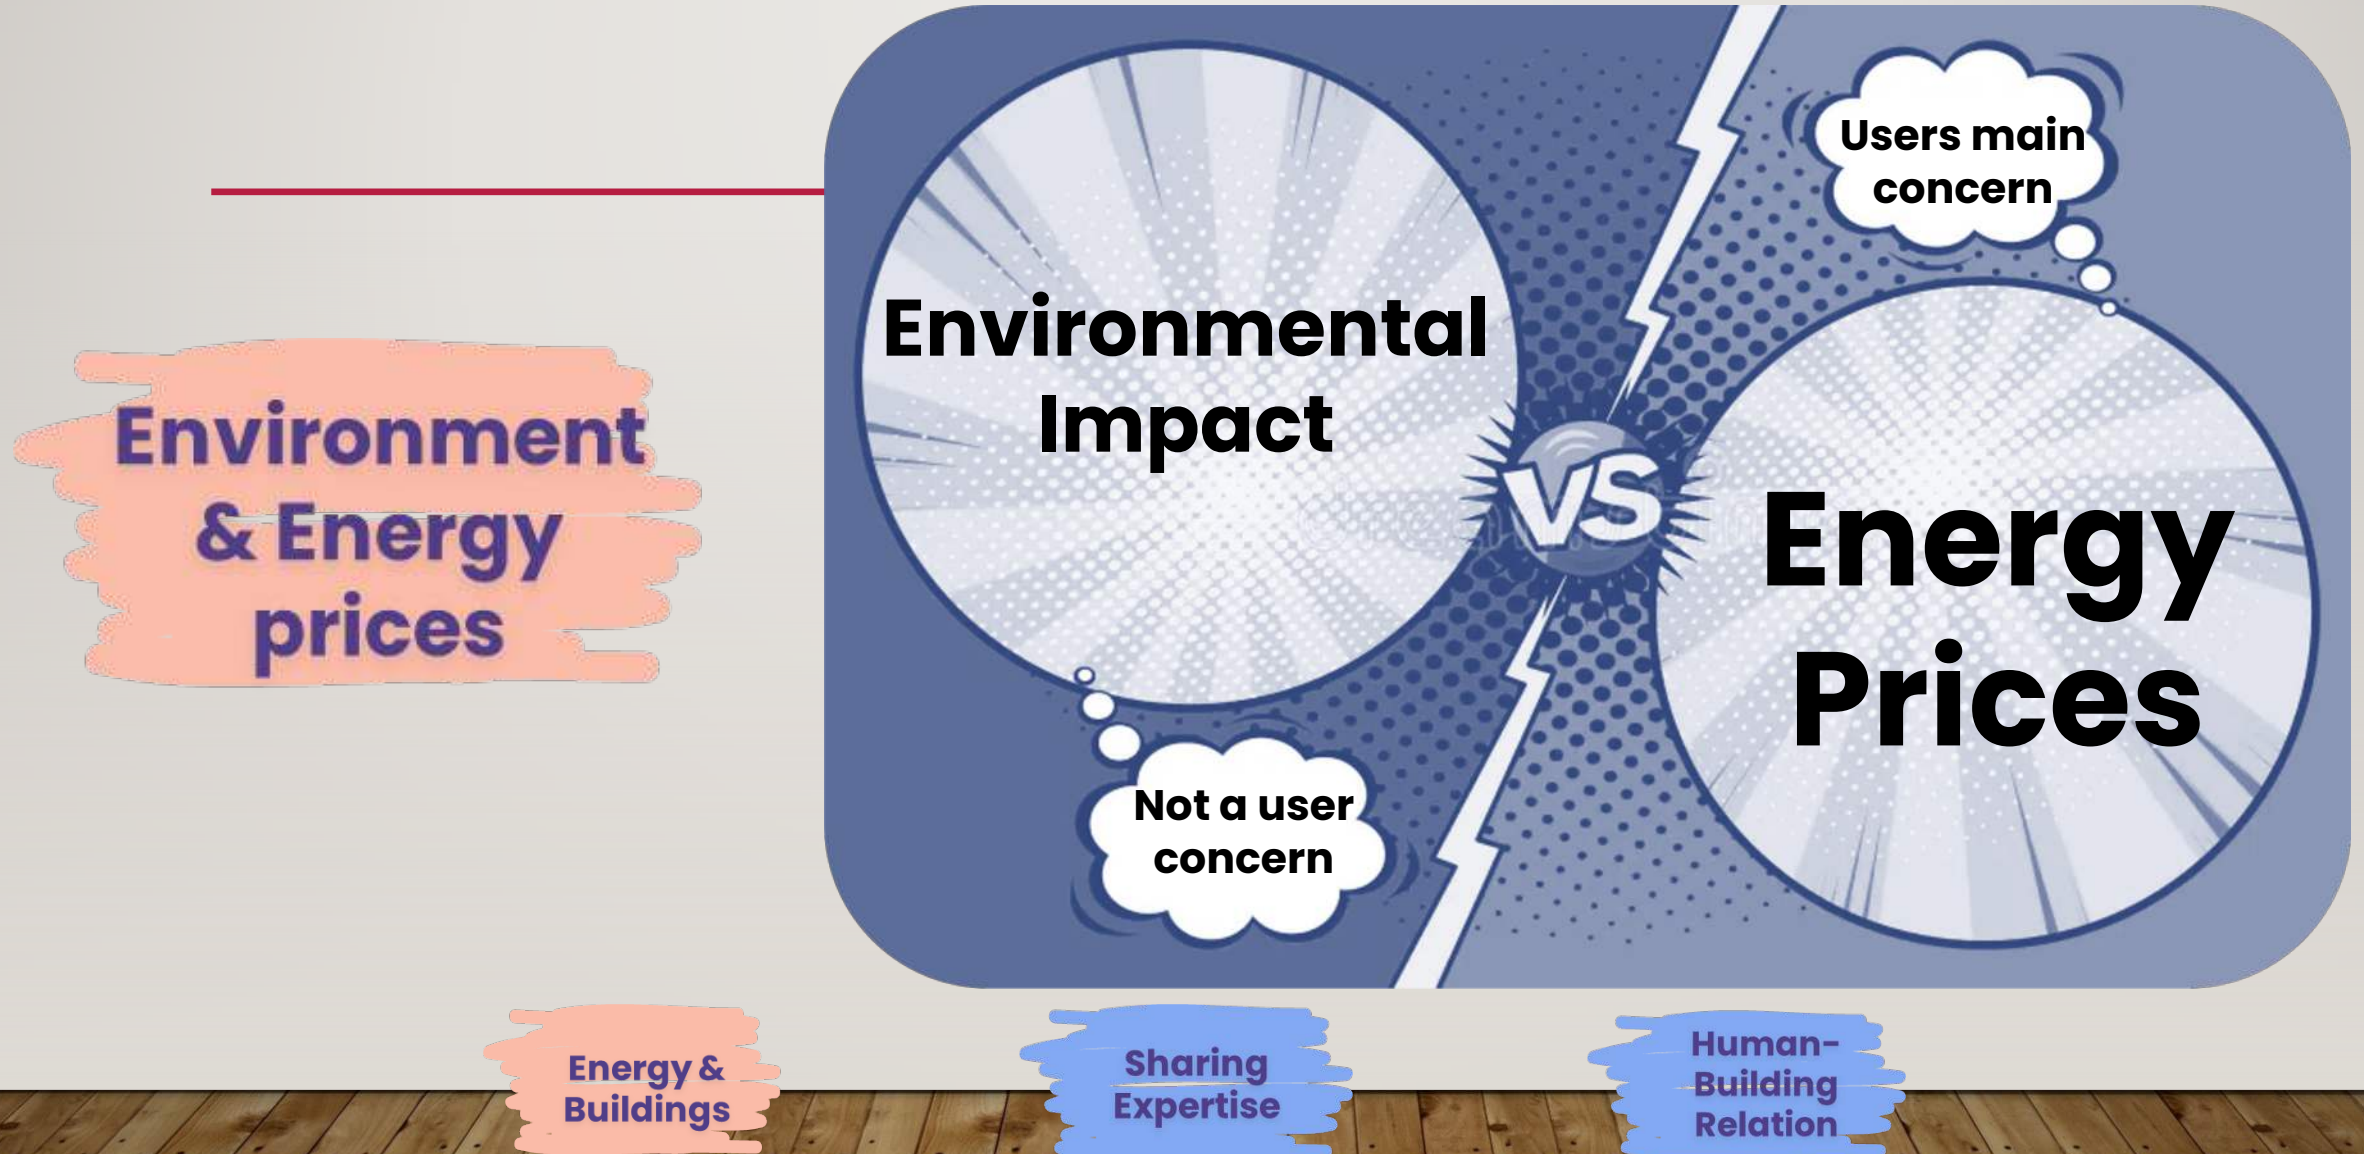 Environment
& Energy
prices
Environmental
Impact
Not a user
concern
VS
Users main
concern
Energy
Prices
Energy &
Buildings
Sharing
Expertise
Human-
Building
Relation